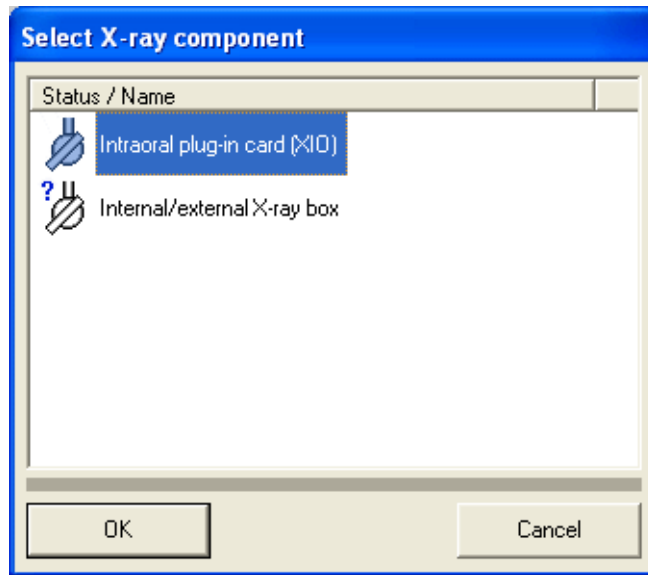 Select X-ray component
Status / Name
Intraoral plug-in card (XIO)
?
Internal/external X-ray box
OK
Cancel